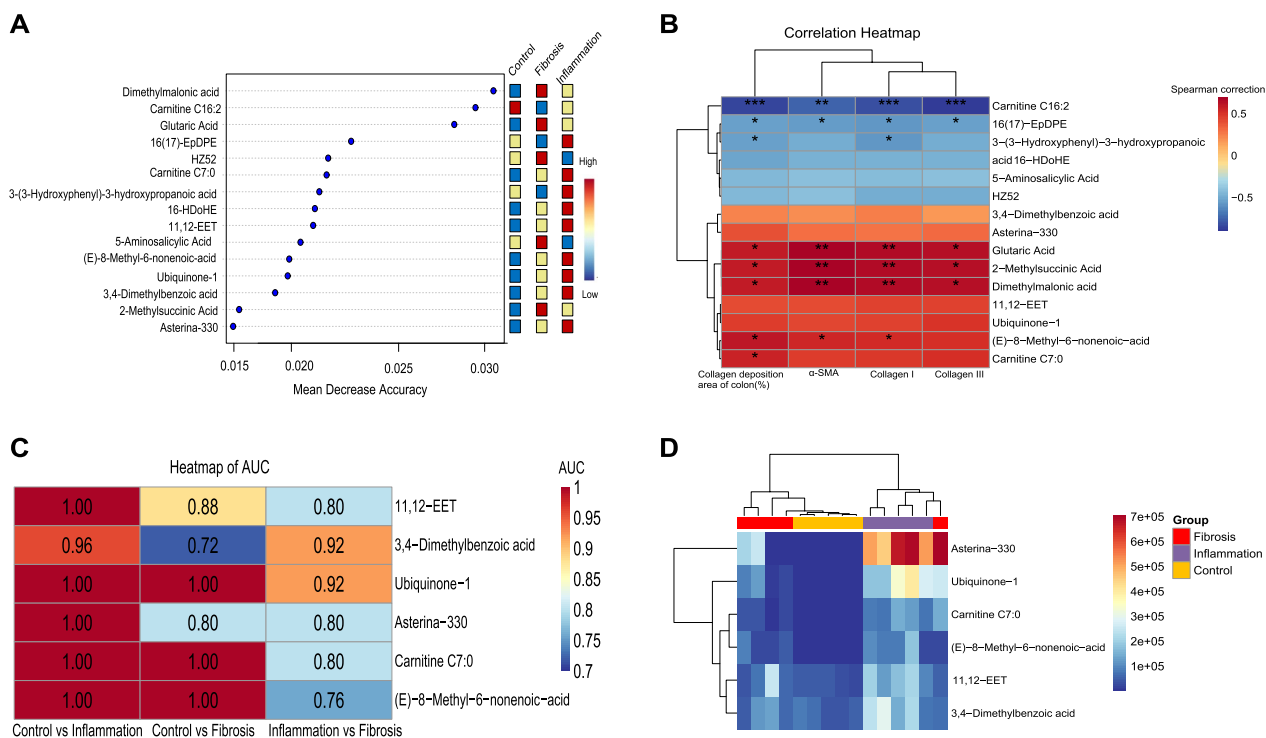 A
Control
Fibrosis
Inflammation
Dimethylmalonic acid
Carnitine C16:2
Glutaric Acid
16(17)-EpDPE
HZ52
Carnitine C7:0
3-(3-Hydroxyphenyl)-3-hydroxypropanoic acid
16-HDoHE
11,12-EET
5-Aminosalicylic Acid
(E)-8-Methyl-6-nonenoic-acid
Ubiquinone-1
3,4-Dimethylbenzoic acid
2-Methylsuccinic Acid
Asterina-330
High
Low
0.015 0.020 0.025 0.030
Mean Decrease Accuracy
B
Correlation Heatmap
Spearman correction
*** ** *** *** Carnitine C16:2
* * * * 16(17)−EpDPE
* * 3−(3−Hydroxyphenyl)−3−hydroxypropanoic
acid 16−HDoHE
5−Aminosalicylic Acid
HZ52
3,4−Dimethylbenzoic acid
Asterina−330
* ** ** * Glutaric Acid
* ** ** * 2−Methylsuccinic Acid
* ** ** * Dimethylmalonic acid
11,12−EET
Ubiquinone−1
* * * (E)−8−Methyl−6−nonenoic−acid
* Carnitine C7:0
0.5
0
−0.5
Collagen deposition
area of colon(%)
α-SMA
Collagen I
Collagen III
C
Heatmap of AUC
AUC
1.00 0.88 0.80 11,12−EET
0.96 0.72 0.92 3,4−Dimethylbenzoic acid
1.00 1.00 0.92 Ubiquinone−1
1.00 0.80 0.80 Asterina−330
1.00 1.00 0.80 Carnitine C7:0
1.00 1.00 0.76 (E)−8−Methyl−6−nonenoic−acid
Control vs Inflammation Control vs Fibrosis Inflammation vs Fibrosis
1
0.95
0.9
0.85
0.8
0.75
0.7
D
Asterina−330
Ubiquinone−1
Carnitine C7:0
(E)−8−Methyl−6−nonenoic−acid
11,12−EET
3,4−Dimethylbenzoic acid
7e+05
6e+05
5e+05
4e+05
3e+05
2e+05
1e+05
Group
Fibrosis
Inflammation
Control